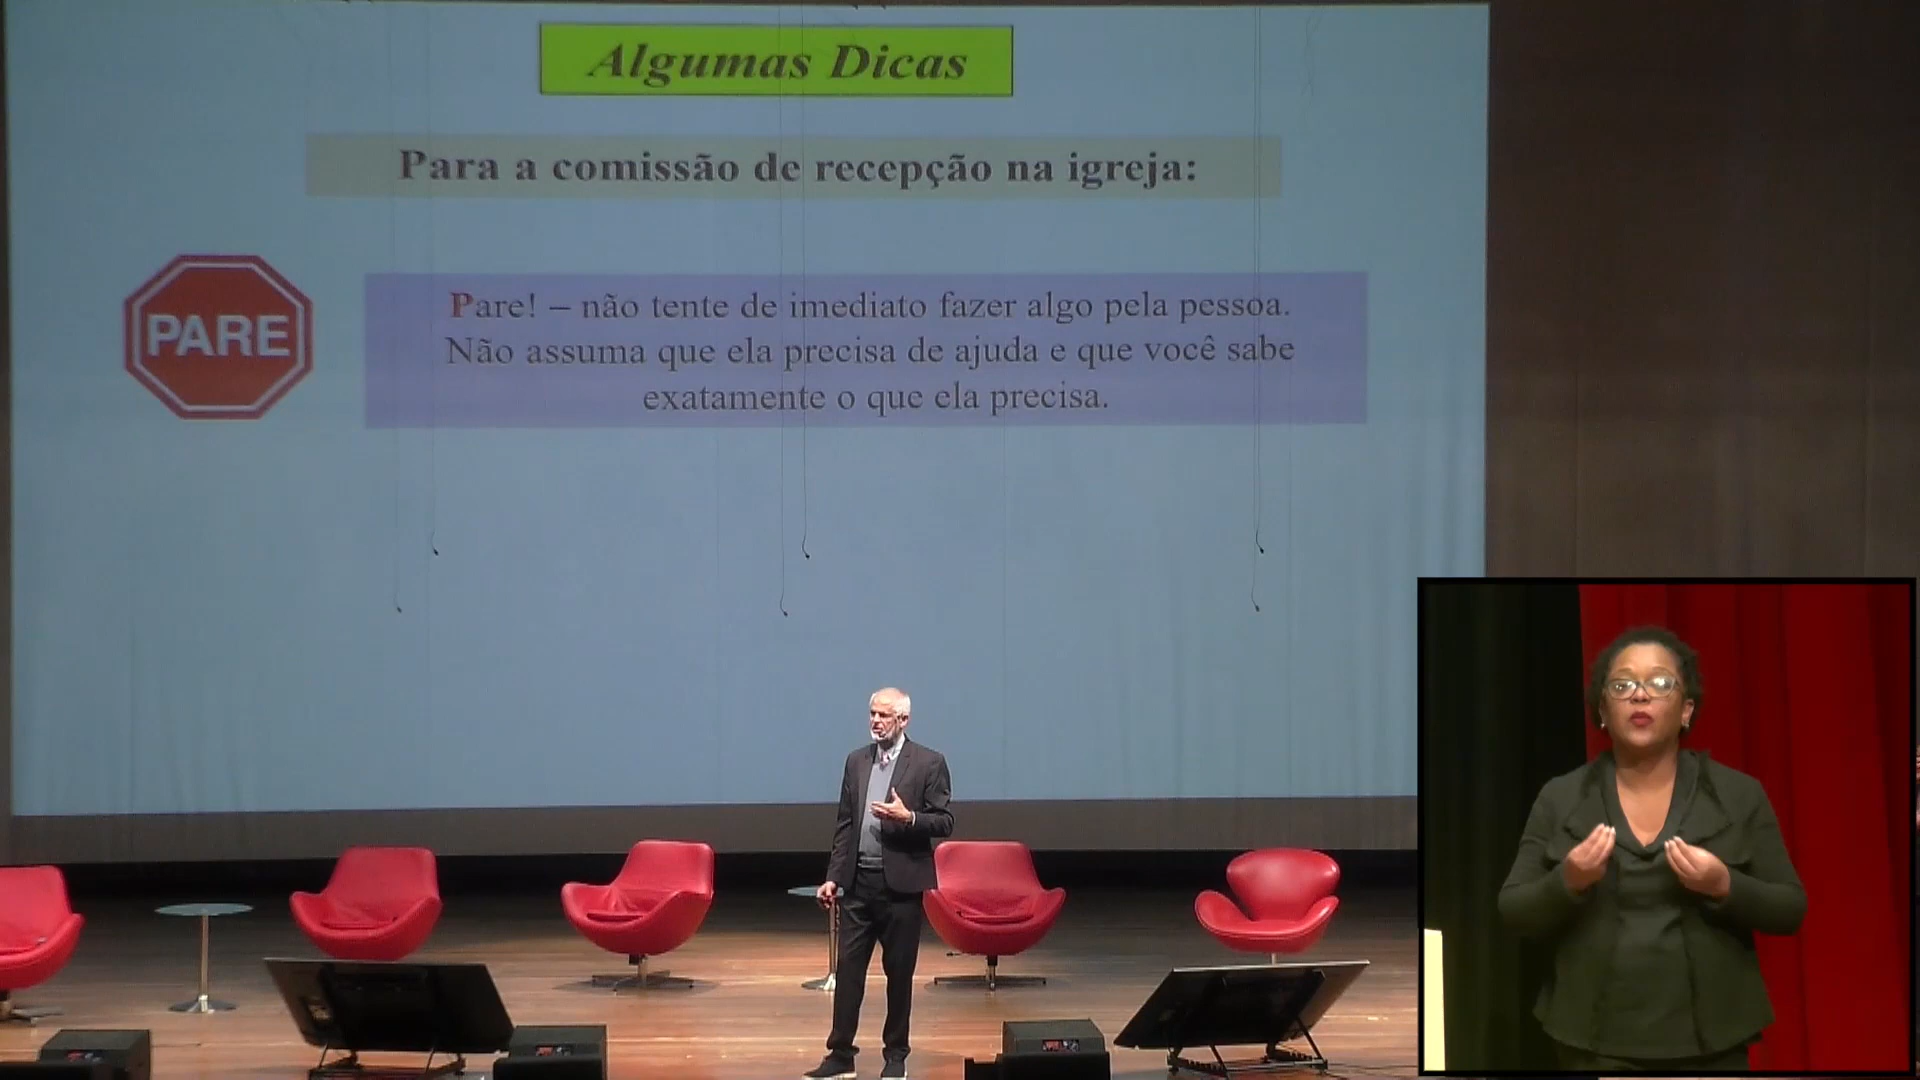 Algumas Dicas
Para a comissão de recepção na igreja:
PARE
Pare! – não tente de imediato fazer algo pela pessoa.
Não assuma que ela precisa de ajuda e que você sabe
exatamente o que ela precisa.